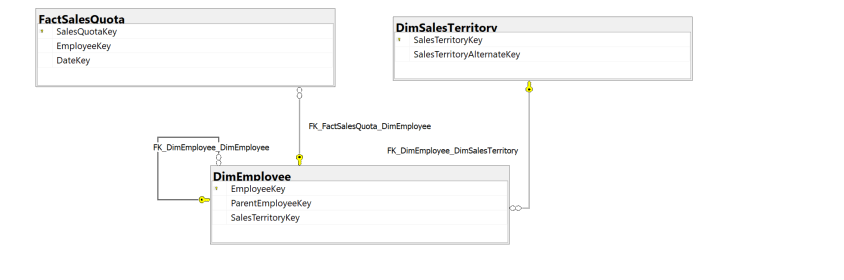 FactSalesQuota
SalesQuotaKey
EmployeeKey
DateKey
DimSalesTerritory
SalesTerritoryKey
SalesTerritoryAlternateKey
FK_FactSalesQuota_DimEmployee
FK_DimEmployee_DimEmployee
FK_DimEmployee_DimSalesTerritory
DimEmployee
EmployeeKey
ParentEmployeeKey
SalesTerritoryKey